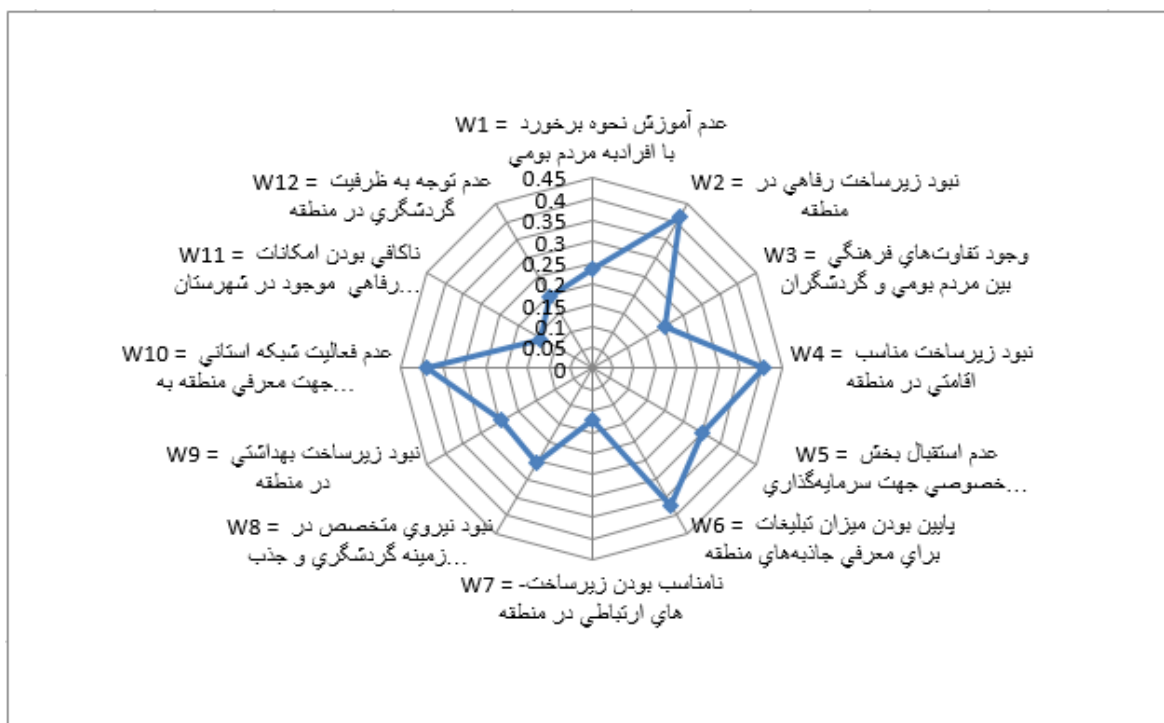 W1 = عدم آموزش نحوه برخورد
با افرادبه مردم بومي
W2 = نبود زيرساخت رفاهي در
منطقه
W3 = وجود تفاوت‌هاي فرهنگي
بين مردم بومي و گردشگران
W4 = نبود زيرساخت مناسب
اقامتي در منطقه
W5 = عدم استقبال بخش
خصوصي جهت سرمايه‌گذاري...
W6 = پايين بودن ميزان تبليغات
براي معرفي جاذبه‌هاي منطقه
W7 = نامناسب بودن زيرساخت-
هاي ارتباطي در منطقه
W8 = نبود نيروي متخصص در
زمينه گردشگري و جذب...
W9 = نبود زيرساخت بهداشتي
در منطقه
W10 = عدم فعاليت شبكه استاني
جهت معرفي منطقه به...
W11 = ناكافي بودن امكانات
رفاهي موجود در شهرستان...
W12 = عدم توجه به ظرفيت
گردشگري در منطقه
0.45
0.4
0.35
0.3
0.25
0.2
0.15
0.1
0.05
0